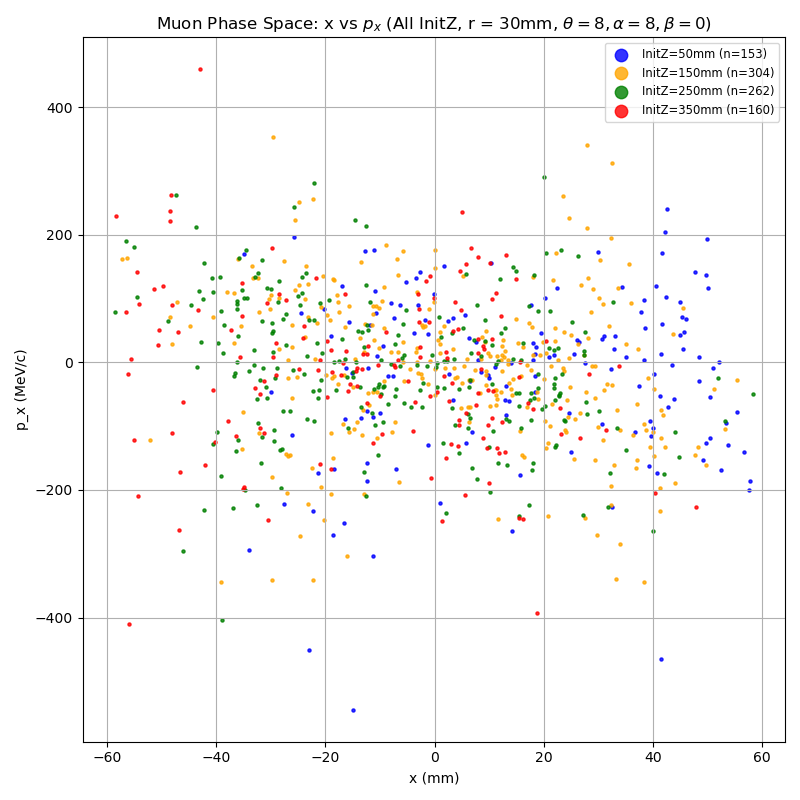 Muon Phase Space: x vs pₓ (All InitZ, r = 30mm, θ = 8, α = 8, β = 0)
InitZ=50mm (n=153)
InitZ=150mm (n=304)
InitZ=250mm (n=262)
InitZ=350mm (n=160)
400
200
0
−200
−400
p_x (MeV/c)
−60 −40 −20 0 20 40 60
x (mm)